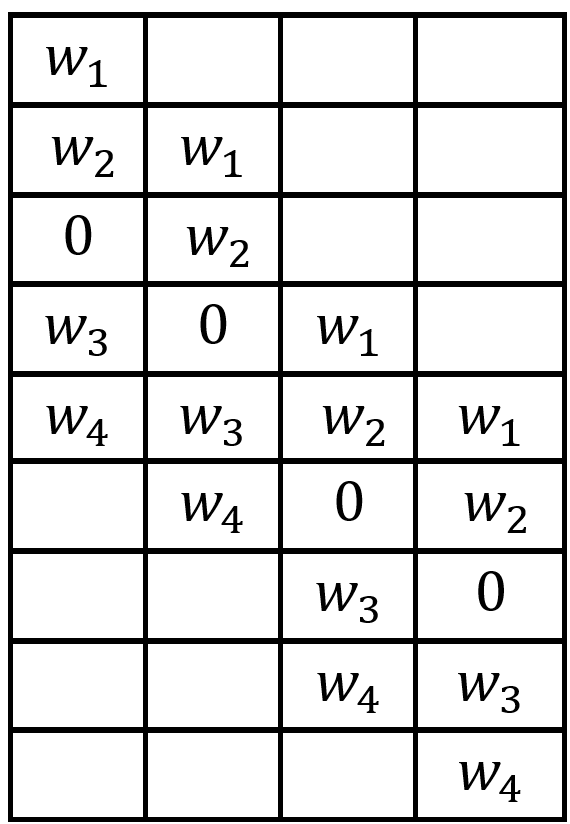 w₁
w₂ w₁
0 w₂
w₃ 0 w₁
w₄ w₃ w₂ w₁
w₄ 0 w₂
w₃ 0
w₄ w₃
w₄